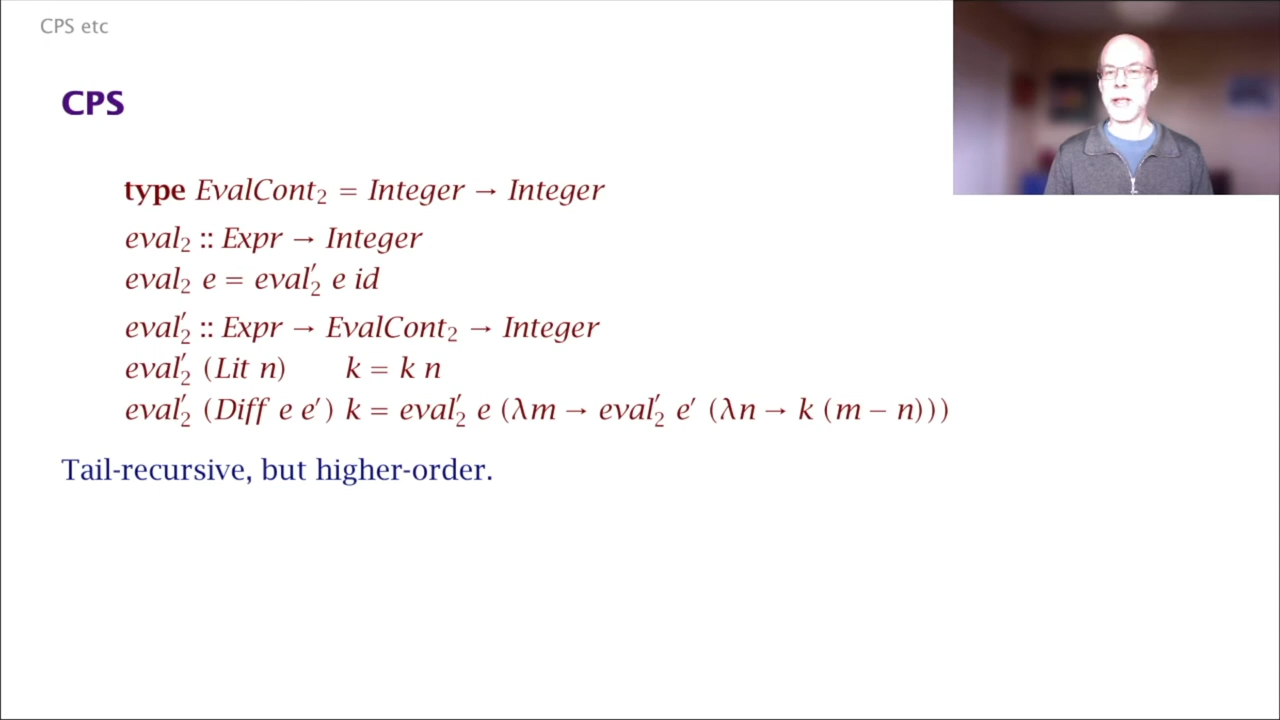 CPS etc
CPS
type EvalCont₂ = Integer → Integer
eval₂ :: Expr → Integer
eval₂ e = eval′₂ e id
eval′₂ :: Expr → EvalCont₂ → Integer
eval′₂ (Lit n) k = k n
eval′₂ (Diff e e′) k = eval′₂ e (λm → eval′₂ e′ (λn → k (m − n)))
Tail-recursive, but higher-order.